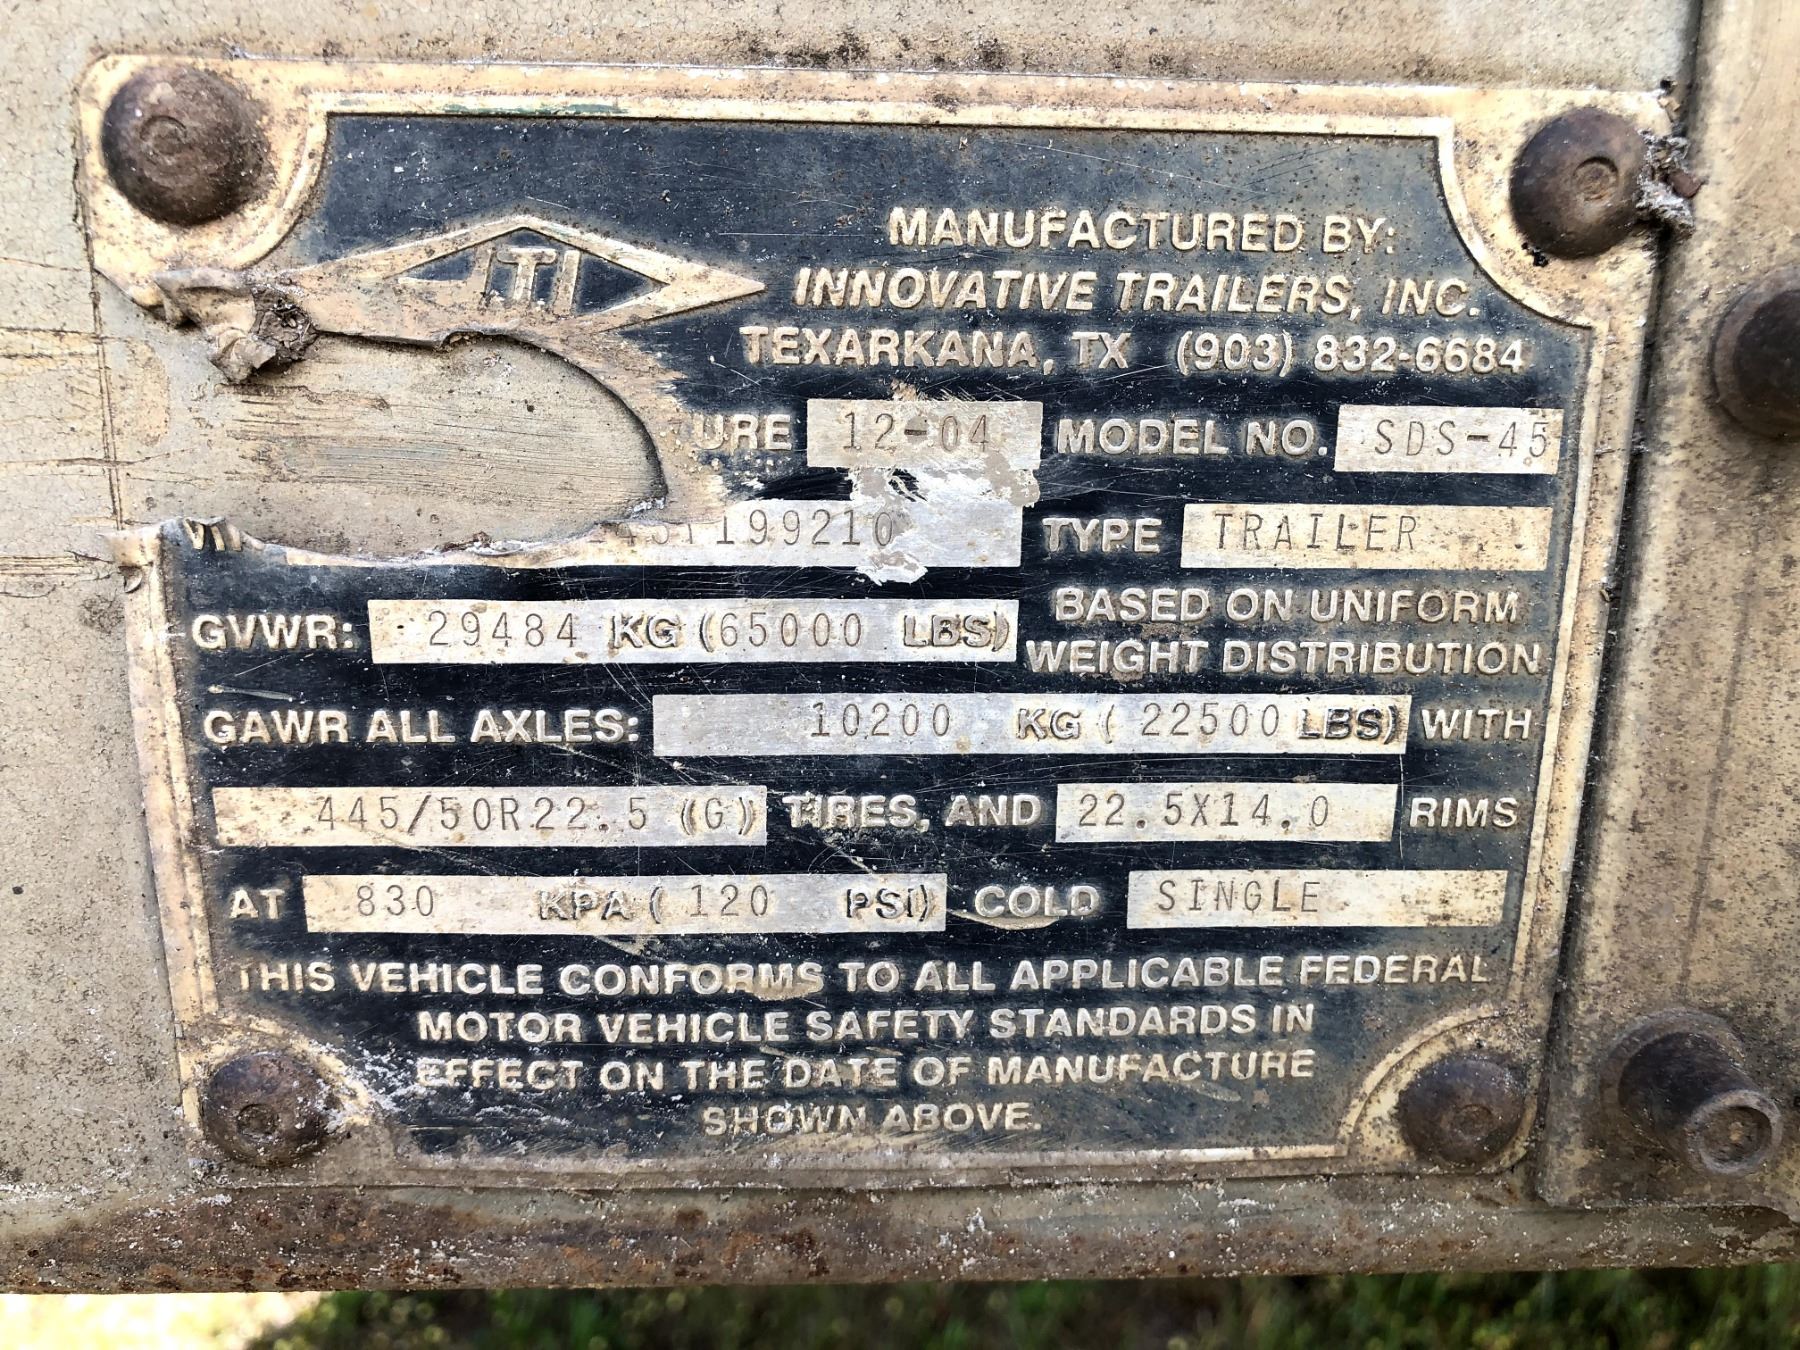 ITI
MANUFACTURED BY:
INNOVATIVE TRAILERS, INC.
TEXARKANA, TX (903) 832-6684
URE 12-04 MODEL NO. SDS-45
199210 TYPE TRAILER
GVWR: 29484 KG (65000 LBS) BASED ON UNIFORM
WEIGHT DISTRIBUTION
GAWR ALL AXLES: 10200 KG (22500 LBS) WITH
445/50R22.5 (G) TIRES, AND 22.5X14.0 RIMS
AT 830 KPA (120 PSI) COLD SINGLE
THIS VEHICLE CONFORMS TO ALL APPLICABLE FEDERAL
MOTOR VEHICLE SAFETY STANDARDS IN
EFFECT ON THE DATE OF MANUFACTURE
SHOWN ABOVE.